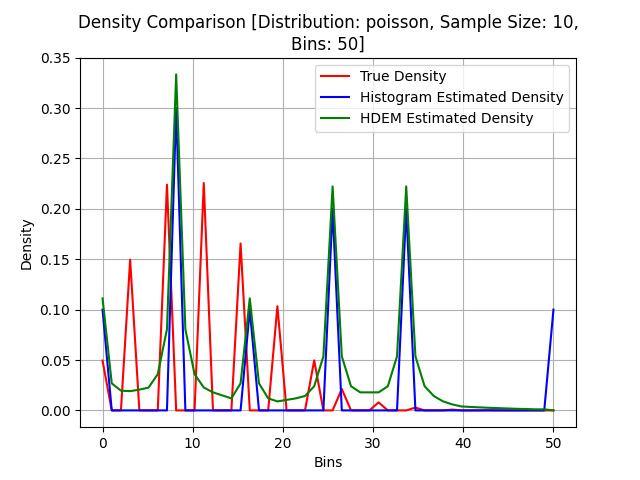 Density Comparison [Distribution: poisson, Sample Size: 10,
Bins: 50]
True Density
Histogram Estimated Density
HDEM Estimated Density
Density
0.35
0.30
0.25
0.20
0.15
0.10
0.05
0.00
0 10 20 30 40 50
Bins